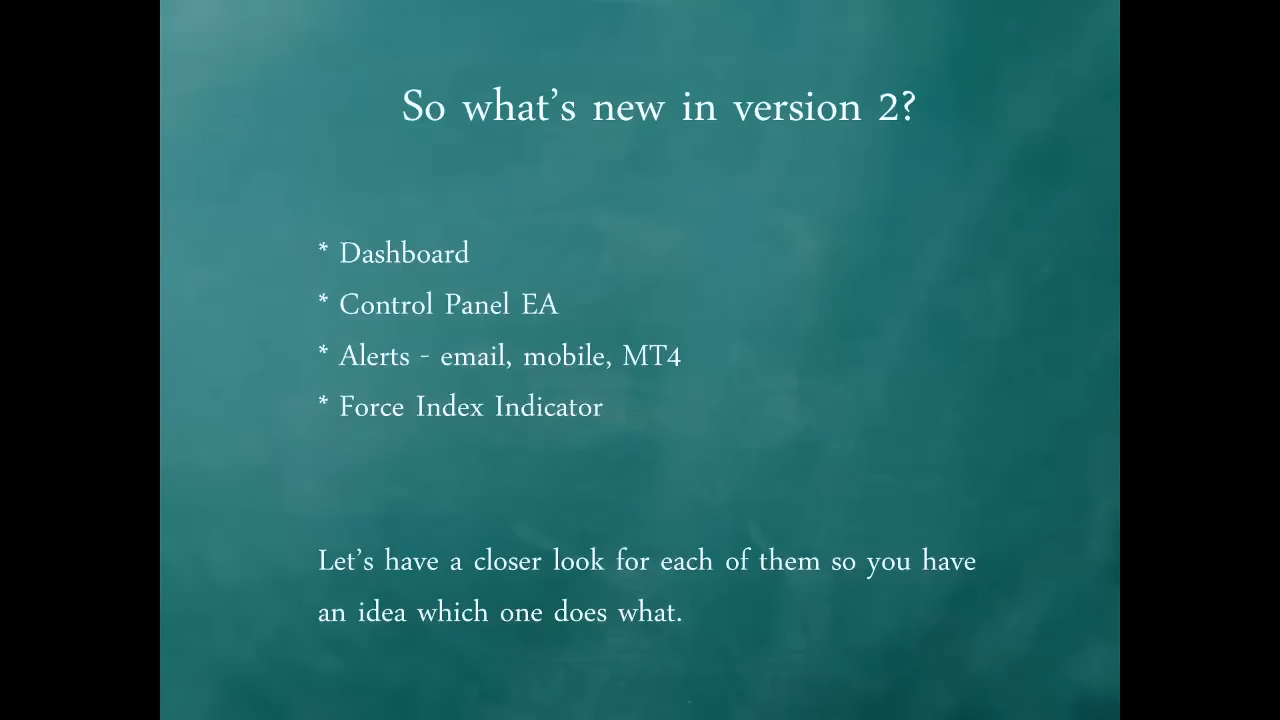 So what's new in version 2?
* Dashboard
* Control Panel EA
* Alerts - email, mobile, MT4
* Force Index Indicator
Let's have a closer look for each of them so you have
an idea which one does what.